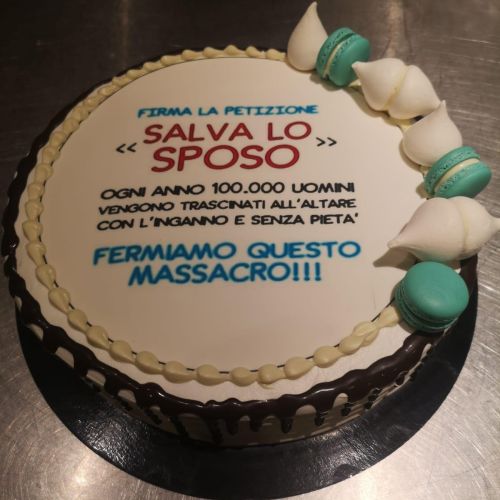 FIRMA LA PETIZIONE
<< SALVA LO >>
SPOSO
OGNI ANNO 100.000 UOMINI
VENGONO TRASCINATI ALL'ALTARE
CON L'INGANNO E SENZA PIETA'
FERMIAMO QUESTO
MASSACRO!!!